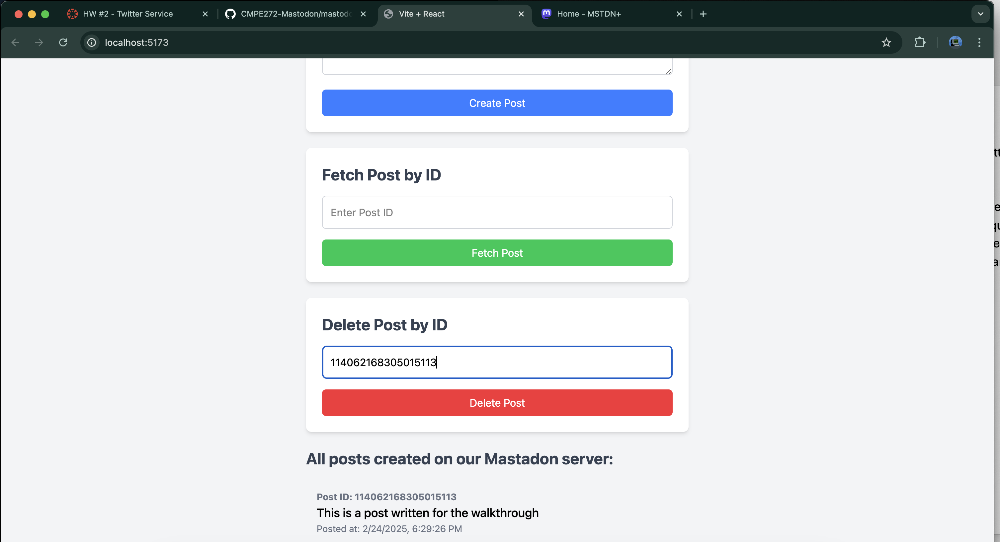 HW #2 - Twitter Service
CMPE272-Mastodon/mastodo
Vite + React
Home - MSTDN+
localhost:5173
Create Post
Fetch Post by ID
Enter Post ID
Fetch Post
Delete Post by ID
114062168305015113
Delete Post
All posts created on our Mastadon server:
Post ID: 114062168305015113
This is a post written for the walkthrough
Posted at: 2/24/2025, 6:29:26 PM